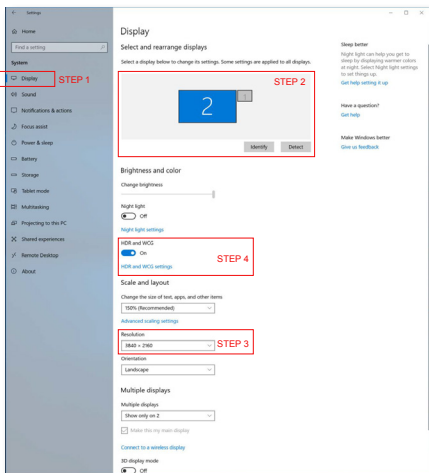 Settings
Home
Find a setting
Display
STEP 1
Sound
Notifications & actions
Focus assist
Power & sleep
Battery
Storage
Tablet mode
Multitasking
Projecting to this PC
Shared experiences
Remote Desktop
About
Display
Select and rearrange displays
Select a display below to change its settings. Some settings are applied to all displays.
STEP 2
2
1
Identify
Detect
Brightness and color
Change brightness
Night light
Off
Night light settings
HDR and WCG
On
STEP 4
HDR and WCG settings
Scale and layout
Change the size of text, apps, and other items
150% (Recommended)
Advanced scaling settings
Resolution
3840 × 2160
STEP 3
Orientation
Landscape
Multiple displays
Multiple displays
Show only on 2
Make this my main display
Connect to a wireless display
3D display mode
Off
Sleep better
Night light can help you get to
sleep by displaying warmer colors
at night. Select Night light settings
to set things up.
Get help setting it up
Have a question?
Get help
Make Windows better
Give us feedback